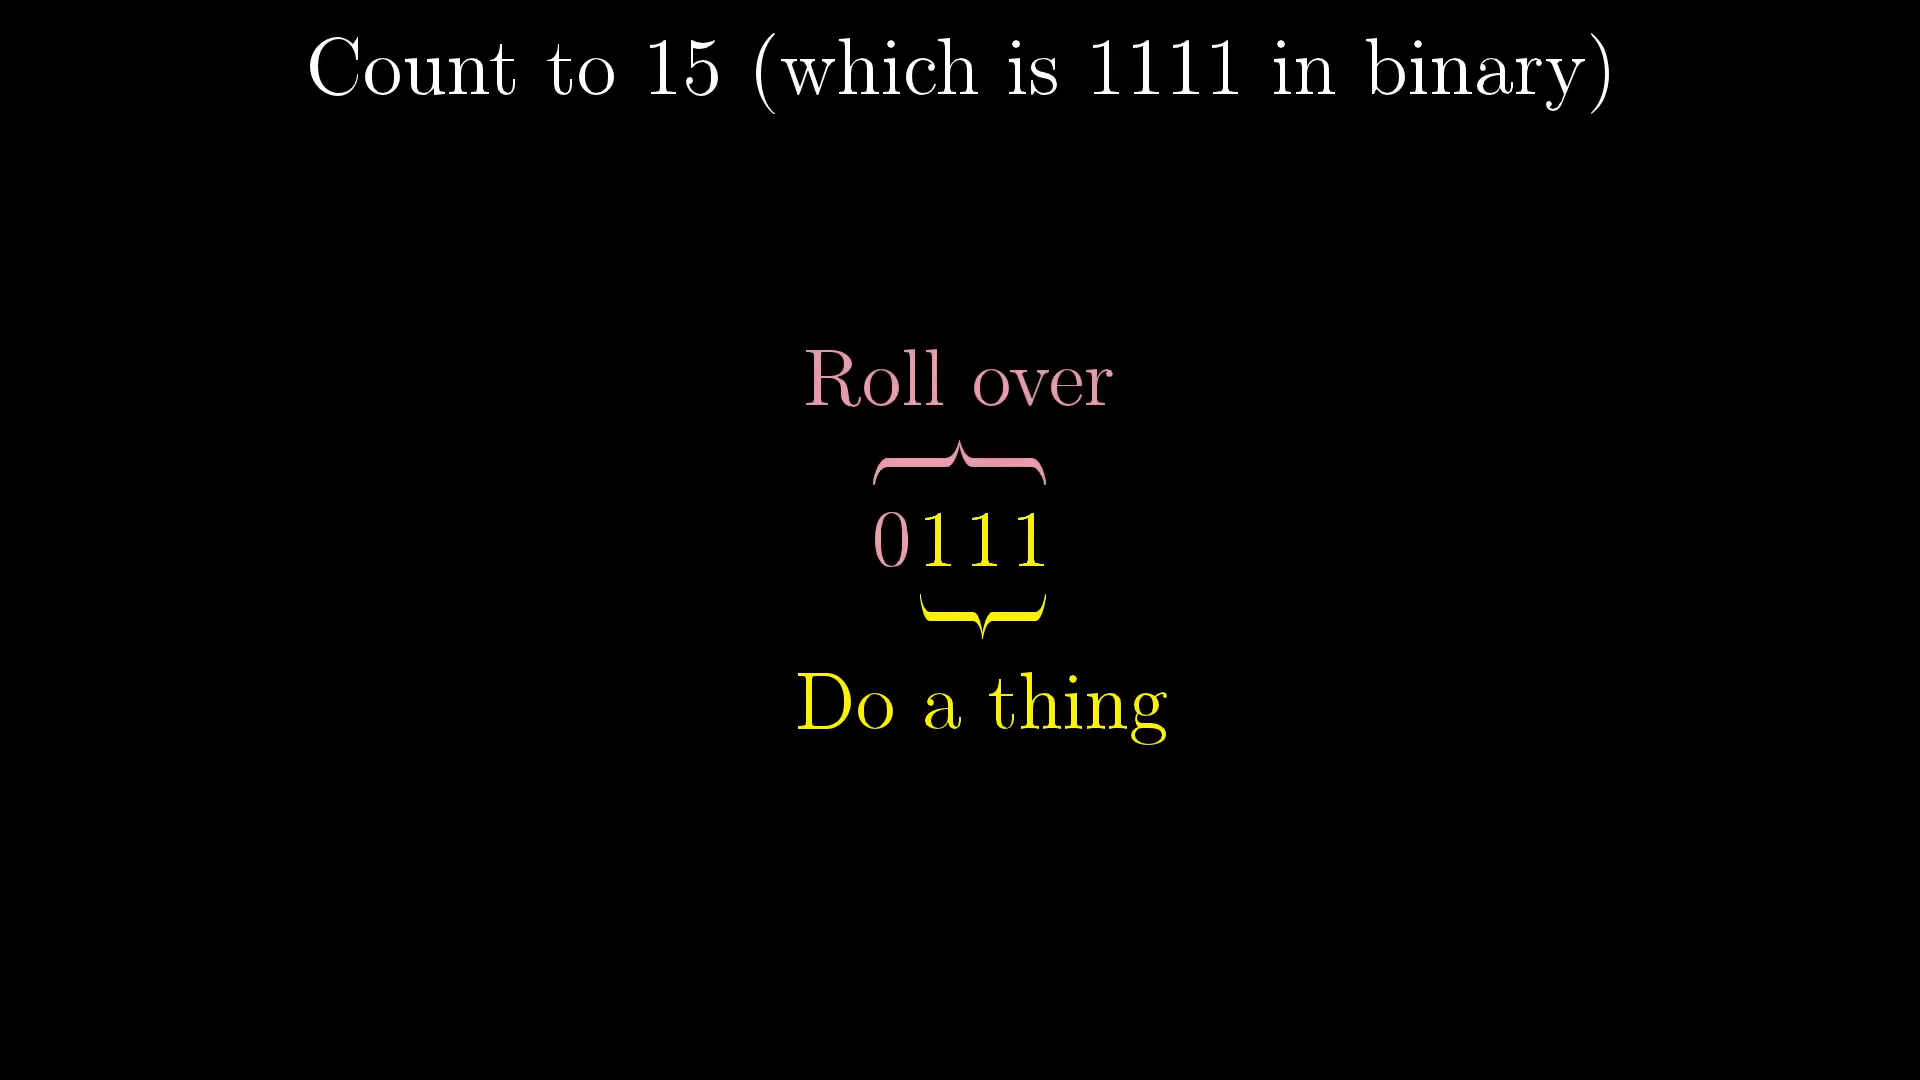 Count to 15 (which is 1111 in binary)
Roll over
0111
Do a thing